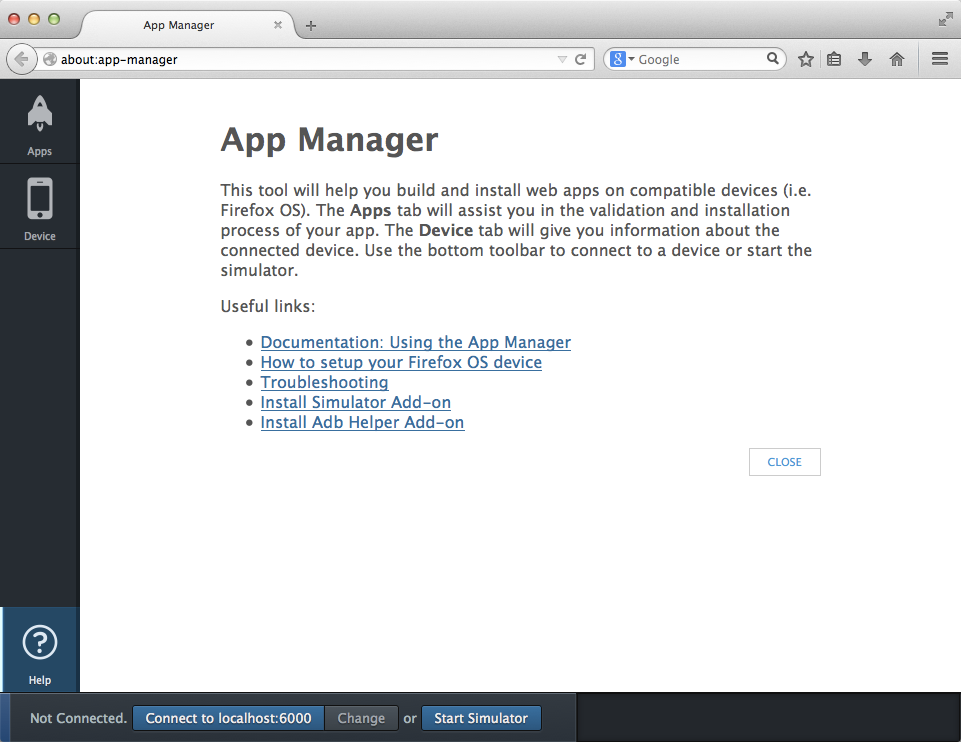 App Manager
about:app-manager
Google
Apps
Device
App Manager
This tool will help you build and install web apps on compatible devices (i.e.
Firefox OS). The Apps tab will assist you in the validation and installation
process of your app. The Device tab will give you information about the
connected device. Use the bottom toolbar to connect to a device or start the
simulator.
Useful links:
Documentation: Using the App Manager
How to setup your Firefox OS device
Troubleshooting
Install Simulator Add-on
Install Adb Helper Add-on
CLOSE
Help
Not Connected. Connect to localhost:6000 Change or Start Simulator